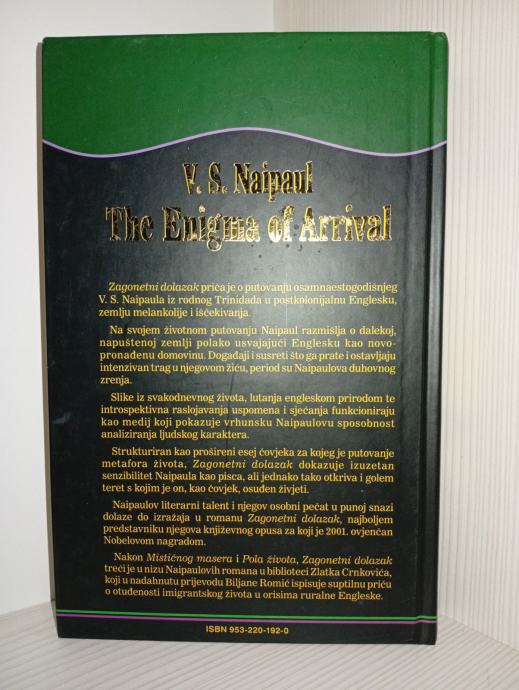 V. S. Naipaul
The Enigma of Arrival
Zagonetni dolazak priča je o putovanju osamnaestogodišnjeg
V. S. Naipaula iz rodnog Trinidada u postkolonijalnu Englesku,
zemlju melankolije i iščekivanja.
Na svojem životnom putovanju Naipaul razmišlja o dalekoj,
napuštenoj zemlji polako usvajajući Englesku kao novo-
pronađenu domovinu. Događaji i susreti što ga prate i ostavljaju
intenzivan trag u njegovom žiću, period su Naipaulova duhovnog
zrenja.
Slike iz svakodnevnog života, lutanja engleskom prirodom te
introspektivna raslojavanja uspomena i sjećanja funkcioniraju
kao medij koji pokazuje vrhunsku Naipaulovu sposobnost
analiziranja ljudskog karaktera.
Strukturiran kao prošireni esej čovjeka za kojeg je putovanje
metafora života, Zagonetni dolazak dokazuje izuzetan
senzibilitet Naipaula kao pisca, ali jednako tako otkriva i golem
teret s kojim je on, kao čovjek, osuđen živjeti.
Naipaulov literarni talent i njegov osobni pečat u punoj snazi
dolaze do izražaja u romanu Zagonetni dolazak, najboljem
predstavniku njegova književnog opusa za koji je 2001. ovjenčan
Nobelovom nagradom.
Nakon Mističnog masera i Pola života, Zagonetni dolazak
treći je u nizu Naipaulovih romana u biblioteci Zlatka Crnkovića,
koji u nadahnutu prijevodu Biljane Romić ispisuje suptilnu priču
o otuđenosti imigrantskog života u orisima ruralne Engleske.
ISBN 953-220-192-0